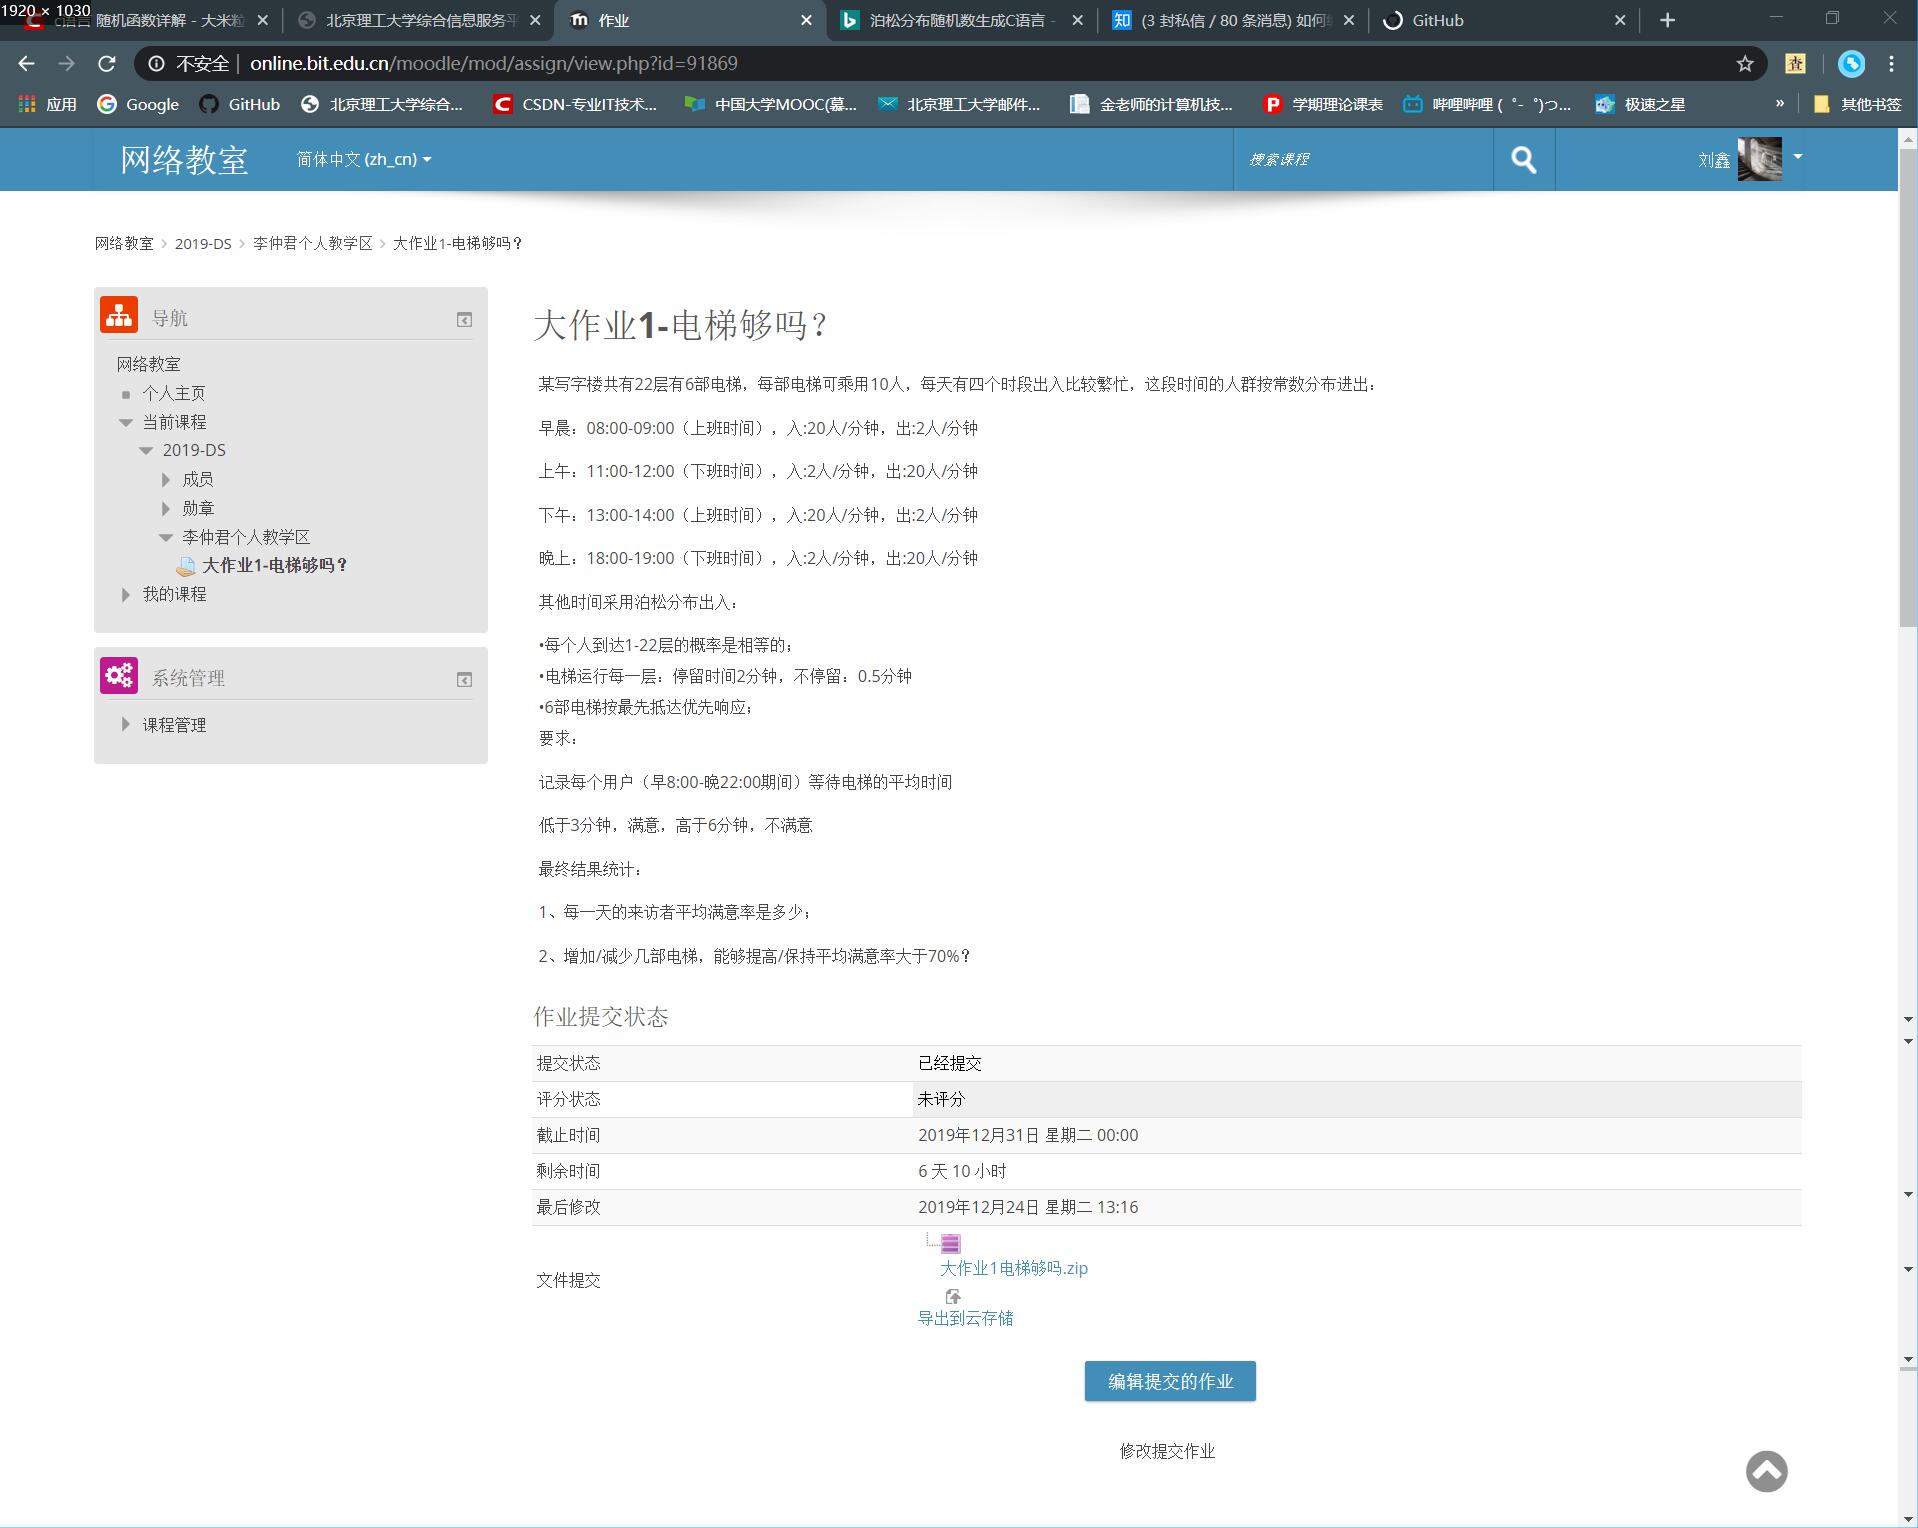 1920 × 1030
C语言 随机函数详解 - 大米粒
北京理工大学综合信息服务平
作业
泊松分布随机数生成C语言 -
(3 封私信 / 80 条消息) 如何
GitHub
不安全 | online.bit.edu.cn/moodle/mod/assign/view.php?id=91869
应用 Google GitHub 北京理工大学综合... CSDN-专业IT技术... 中国大学MOOC(慕... 北京理工大学邮件... 金老师的计算机技... 学期理论课表 哔哩哔哩 ( ゜- ゜)つ... 极速之星 » 其他书签
网络教室 简体中文 (zh_cn) 搜索课程 刘鑫
网络教室 > 2019-DS > 李仲君个人教学区 > 大作业1-电梯够吗？
导航
网络教室
个人主页
当前课程
2019-DS
成员
勋章
李仲君个人教学区
大作业1-电梯够吗？
我的课程
系统管理
课程管理
大作业1-电梯够吗？
某写字楼共有22层有6部电梯，每部电梯可乘用10人，每天有四个时段出入比较繁忙，这段时间的人群按常数分布进出：
早晨：08:00-09:00（上班时间），入:20人/分钟，出:2人/分钟
上午：11:00-12:00（下班时间），入:2人/分钟，出:20人/分钟
下午：13:00-14:00（上班时间），入:20人/分钟，出:2人/分钟
晚上：18:00-19:00（下班时间），入:2人/分钟，出:20人/分钟
其他时间采用泊松分布出入：
•每个人到达1-22层的概率是相等的；
•电梯运行每一层：停留时间2分钟，不停留：0.5分钟
•6部电梯按最先抵达优先响应；
要求：
记录每个用户（早8:00-晚22:00期间）等待电梯的平均时间
低于3分钟，满意，高于6分钟，不满意
最终结果统计：
1、每一天的来访者平均满意率是多少；
2、增加/减少几部电梯，能够提高/保持平均满意率大于70%？
作业提交状态
提交状态 已经提交
评分状态 未评分
截止时间 2019年12月31日 星期二 00:00
剩余时间 6 天 10 小时
最后修改 2019年12月24日 星期二 13:16
文件提交 大作业1电梯够吗.zip
导出到云存储
编辑提交的作业
修改提交作业